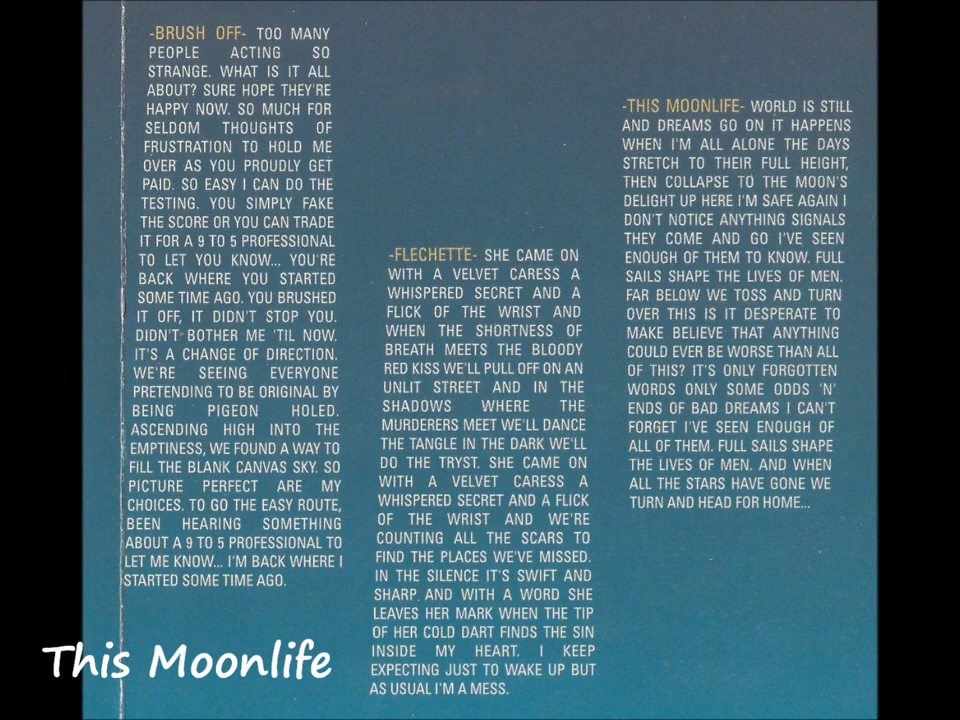 -BRUSH OFF- TOO MANY
PEOPLE ACTING SO
STRANGE. WHAT IS IT ALL
ABOUT? SURE HOPE THEY'RE
HAPPY NOW. SO MUCH FOR
SELDOM THOUGHTS OF
FRUSTRATION TO HOLD ME
OVER AS YOU PROUDLY GET
PAID. SO EASY I CAN DO THE
TESTING. YOU SIMPLY FAKE
THE SCORE OR YOU CAN TRADE
IT FOR A 9 TO 5 PROFESSIONAL
TO LET YOU KNOW... YOU'RE
BACK WHERE YOU STARTED
SOME TIME AGO. YOU BRUSHED
IT OFF, IT DIDN'T STOP YOU.
DIDN'T BOTHER ME 'TIL NOW.
IT'S A CHANGE OF DIRECTION.
WE'RE SEEING EVERYONE
PRETENDING TO BE ORIGINAL BY
BEING PIGEON HOLED.
ASCENDING HIGH INTO THE
EMPTINESS, WE FOUND A WAY TO
FILL THE BLANK CANVAS SKY. SO
PICTURE PERFECT ARE MY
CHOICES. TO GO THE EASY ROUTE,
BEEN HEARING SOMETHING
ABOUT A 9 TO 5 PROFESSIONAL TO
LET ME KNOW... I'M BACK WHERE I
STARTED SOME TIME AGO.
-FLECHETTE- SHE CAME ON
WITH A VELVET CARESS A
WHISPERED SECRET AND A
FLICK OF THE WRIST AND
WHEN THE SHORTNESS OF
BREATH MEETS THE BLOODY
RED KISS WE'LL PULL OFF ON AN
UNLIT STREET AND IN THE
SHADOWS WHERE THE
MURDERERS MEET WE'LL DANCE
THE TANGLE IN THE DARK WE'LL
DO THE TRYST. SHE CAME ON
WITH A VELVET CARESS A
WHISPERED SECRET AND A FLICK
OF THE WRIST AND WE'RE
COUNTING ALL THE SCARS TO
FIND THE PLACES WE'VE MISSED.
IN THE SILENCE IT'S SWIFT AND
SHARP. AND WITH A WORD SHE
LEAVES HER MARK WHEN THE TIP
OF HER COLD DART FINDS THE SIN
INSIDE MY HEART. I KEEP
EXPECTING JUST TO WAKE UP BUT
AS USUAL I'M A MESS.
-THIS MOONLIFE- WORLD IS STILL
AND DREAMS GO ON IT HAPPENS
WHEN I'M ALL ALONE THE DAYS
STRETCH TO THEIR FULL HEIGHT,
THEN COLLAPSE TO THE MOON'S
DELIGHT UP HERE I'M SAFE AGAIN I
DON'T NOTICE ANYTHING SIGNALS
THEY COME AND GO I'VE SEEN
ENOUGH OF THEM TO KNOW. FULL
SAILS SHAPE THE LIVES OF MEN.
FAR BELOW WE TOSS AND TURN
OVER THIS IS IT DESPERATE TO
MAKE BELIEVE THAT ANYTHING
COULD EVER BE WORSE THAN ALL
OF THIS? IT'S ONLY FORGOTTEN
WORDS ONLY SOME ODDS 'N'
ENDS OF BAD DREAMS I CAN'T
FORGET I'VE SEEN ENOUGH OF
ALL OF THEM. FULL SAILS SHAPE
THE LIVES OF MEN. AND WHEN
ALL THE STARS HAVE GONE WE
TURN AND HEAD FOR HOME...
This Moonlife